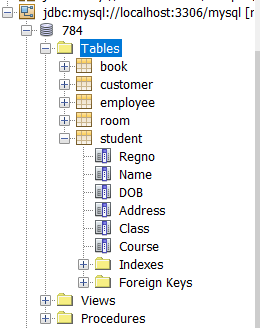 jdbc:mysql://localhost:3306/mysql [r
784
Tables
book
customer
employee
room
student
Regno
Name
DOB
Address
Class
Course
Indexes
Foreign Keys
Views
Procedures